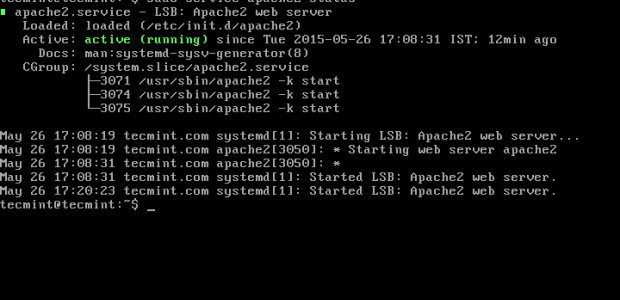 tecmint@tecmint:~$ sudo service apache2 status
apache2.service - LSB: Apache2 web server
Loaded: loaded (/etc/init.d/apache2)
Active: active (running) since Tue 2015-05-26 17:08:31 IST; 12min ago
Docs: man:systemd-sysv-generator(8)
CGroup: /system.slice/apache2.service
├─3071 /usr/sbin/apache2 -k start
├─3074 /usr/sbin/apache2 -k start
└─3075 /usr/sbin/apache2 -k start
May 26 17:08:19 tecmint.com systemd[1]: Starting LSB: Apache2 web server...
May 26 17:08:19 tecmint.com apache2[3050]: * Starting web server apache2
May 26 17:08:31 tecmint.com apache2[3050]: *
May 26 17:08:31 tecmint.com systemd[1]: Started LSB: Apache2 web server.
May 26 17:20:23 tecmint.com systemd[1]: Started LSB: Apache2 web server.
tecmint@tecmint:~$ _